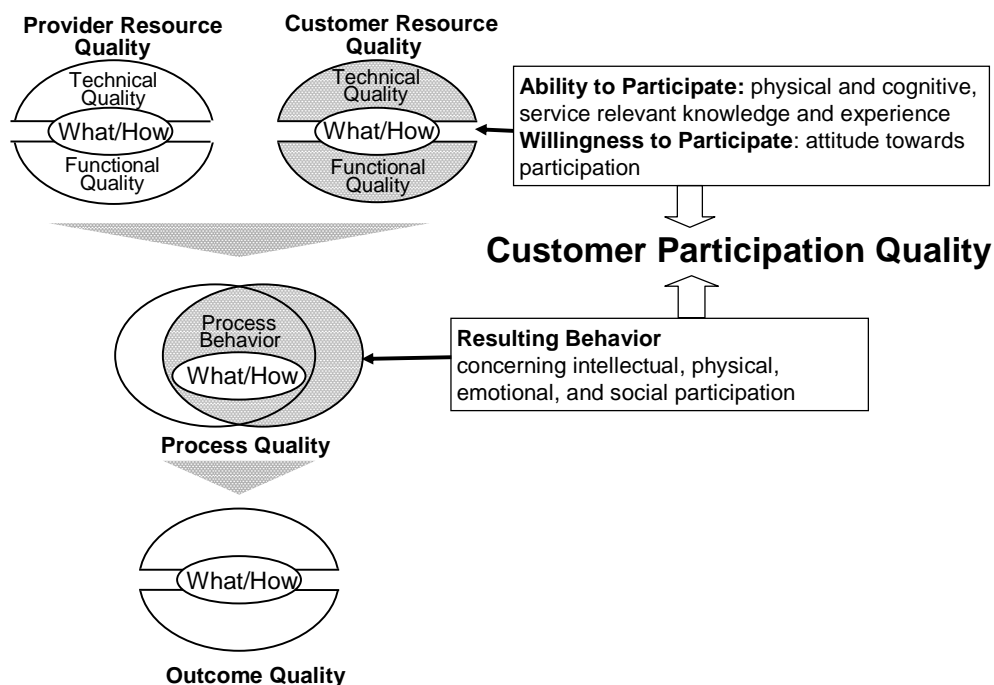 Provider Resource
Quality
Technical
Quality
What/How
Functional
Quality
Customer Resource
Quality
Technical
Quality
What/How
Functional
Quality
Ability to Participate: physical and cognitive,
service relevant knowledge and experience
Willingness to Participate: attitude towards
participation
Customer Participation Quality
Process
Behavior
What/How
Process Quality
Resulting Behavior
concerning intellectual, physical,
emotional, and social participation
What/How
Outcome Quality